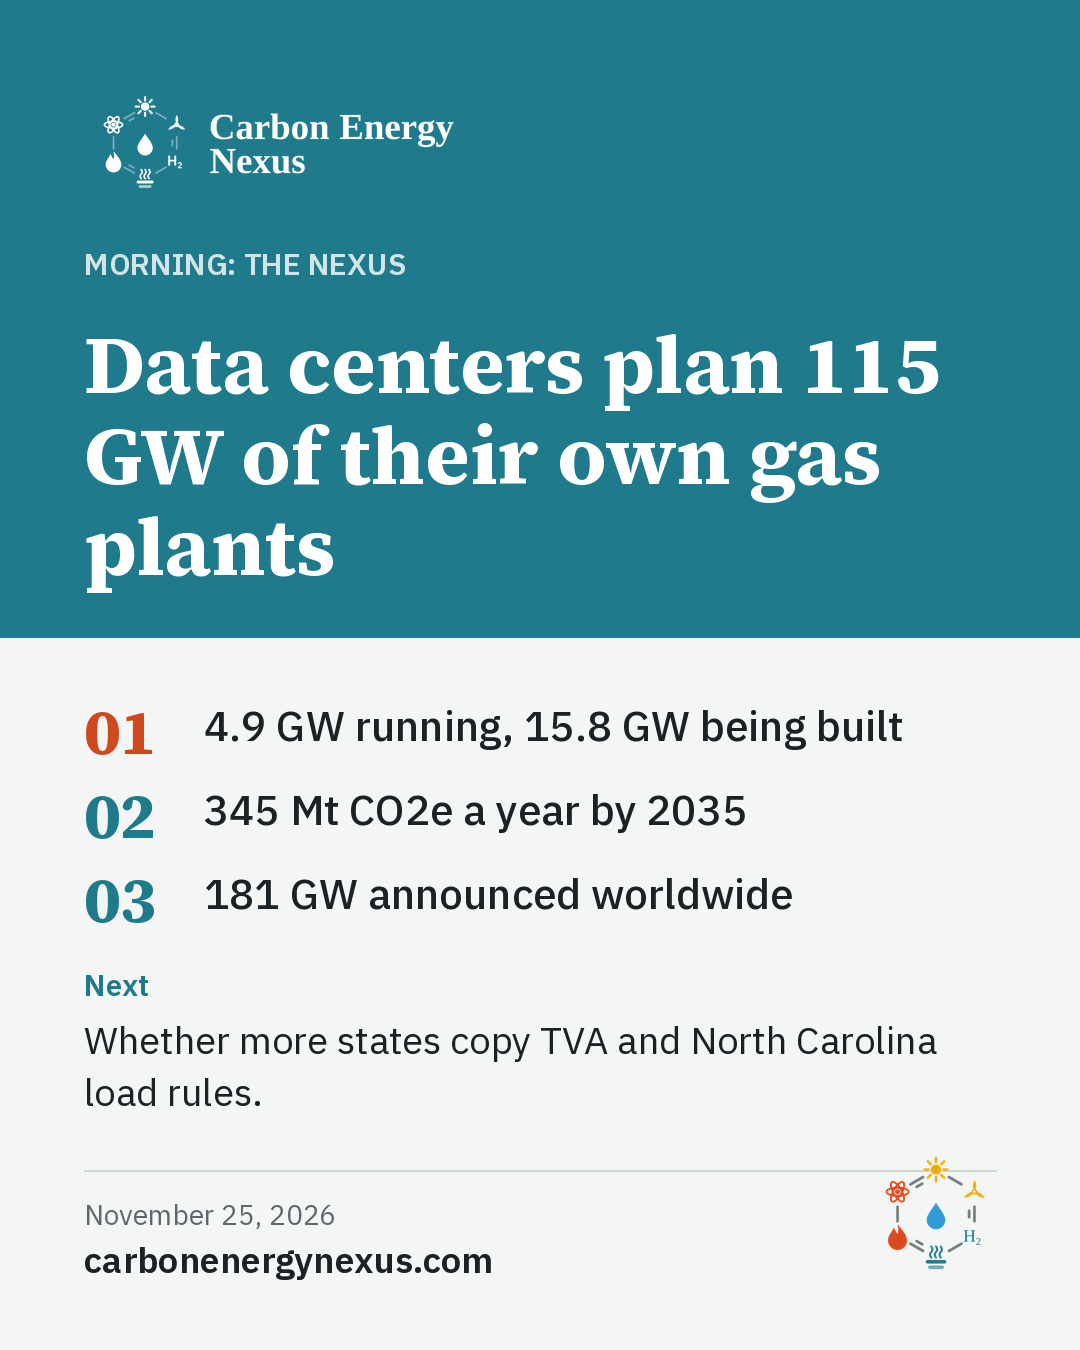 Carbon Energy
Nexus
H2
MORNING: THE NEXUS
Data centers plan 115
GW of their own gas
plants
01 4.9 GW running, 15.8 GW being built
02 345 Mt CO2e a year by 2035
03 181 GW announced worldwide
Next
Whether more states copy TVA and North Carolina
load rules.
November 25, 2026
carbonenergynexus.com
H2